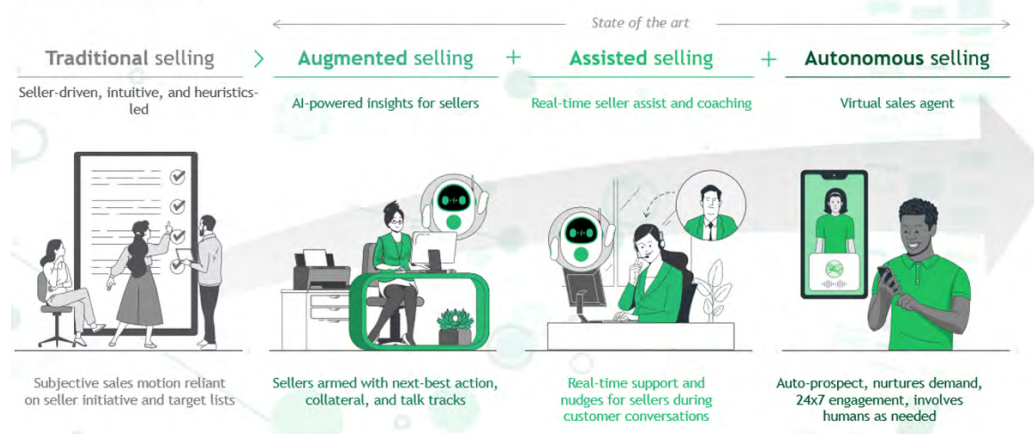 State of the art
Traditional selling > Augmented selling + Assisted selling + Autonomous selling
Seller-driven, intuitive, and heuristics-
led
AI-powered insights for sellers
Real-time seller assist and coaching
Virtual sales agent
Subjective sales motion reliant
on seller initiative and target lists
Sellers armed with next-best action,
collateral, and talk tracks
Real-time support and
nudges for sellers during
customer conversations
Auto-prospect, nurtures demand,
24x7 engagement, involves
humans as needed